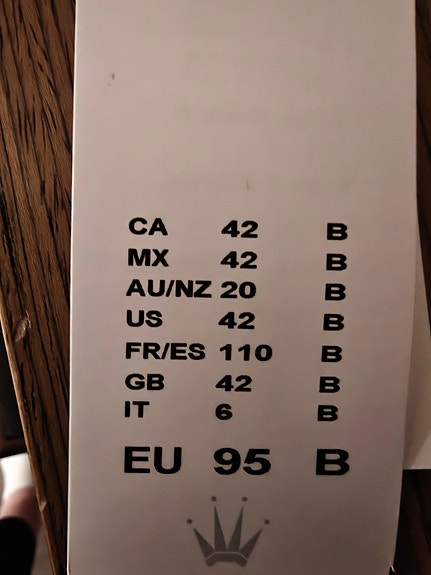 CA 42 B
MX 42 B
AU/NZ 20 B
US 42 B
FR/ES 110 B
GB 42 B
IT 6 B
EU 95 B